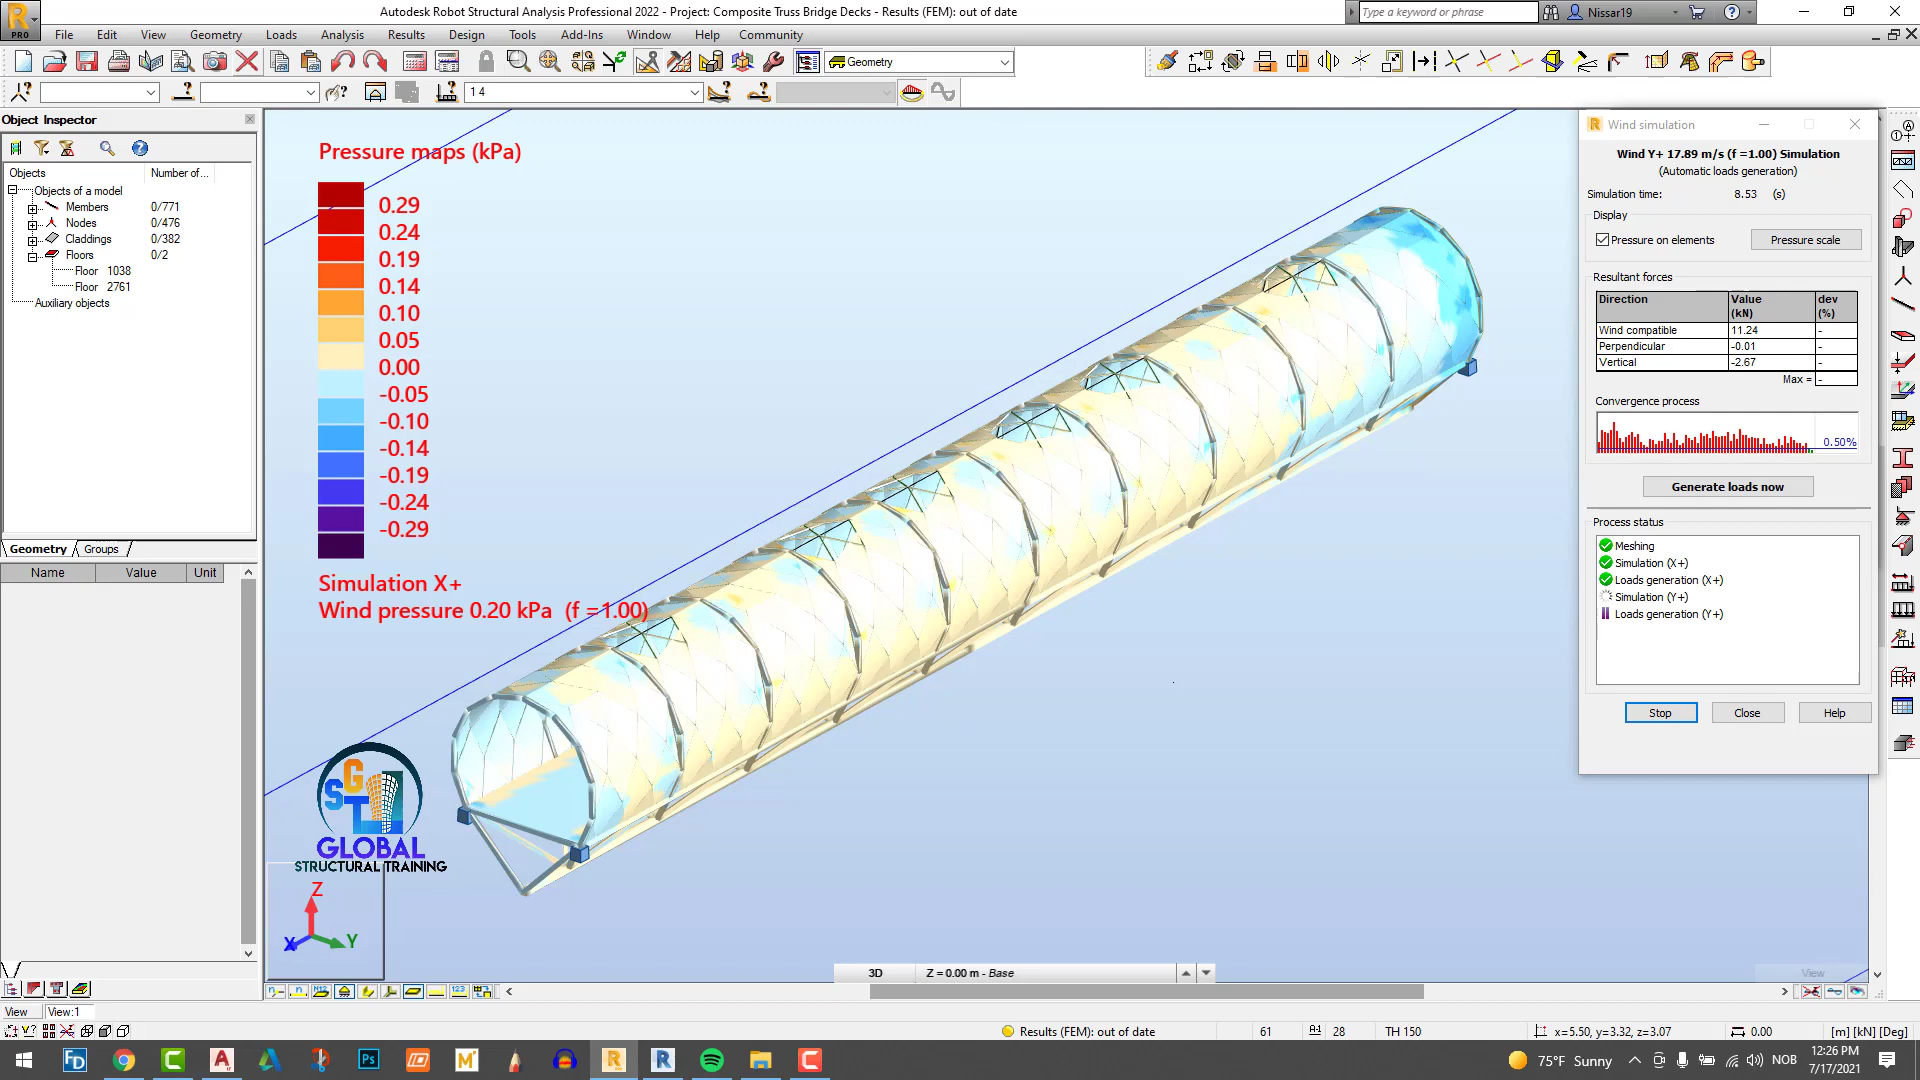 Autodesk Robot Structural Analysis Professional 2022 - Project: Composite Truss Bridge Decks - Results (FEM): out of date
Type a keyword or phrase
Nissar19
PRO
File Edit View Geometry Loads Analysis Results Design Tools Add-Ins Window Help Community
Geometry
1 4
Object Inspector
Objects Number of...
Objects of a model
Members 0/771
Nodes 0/476
Claddings 0/382
Floors 0/2
Floor 1038
Floor 2761
Auxiliary objects
Geometry Groups
Name Value Unit
Pressure maps (kPa)
0.29
0.24
0.19
0.14
0.10
0.05
0.00
-0.05
-0.10
-0.14
-0.19
-0.24
-0.29
Simulation X+
Wind pressure 0.20 kPa (f =1.00)
SGT
GLOBAL
STRUCTURAL TRAINING
Z
X
Y
Wind simulation
Wind Y+ 17.89 m/s (f =1.00) Simulation
(Automatic loads generation)
Simulation time: 8.53 (s)
Display
Pressure on elements
Pressure scale
Resultant forces
Direction Value (kN) dev (%)
Wind compatible 11.24 -
Perpendicular -0.01 -
Vertical -2.67 -
Max = -
Convergence process
0.50%
Generate loads now
Process status
Meshing
Simulation (X+)
Loads generation (X+)
Simulation (Y+)
Loads generation (Y+)
Stop Close Help
3D Z = 0.00 m - Base
View
View View:1
Results (FEM): out of date 61 28 TH 150 x=5.50, y=3.32, z=3.07 0.00 [m] [kN] [Deg]
75°F Sunny NOB
12:26 PM
7/17/2021